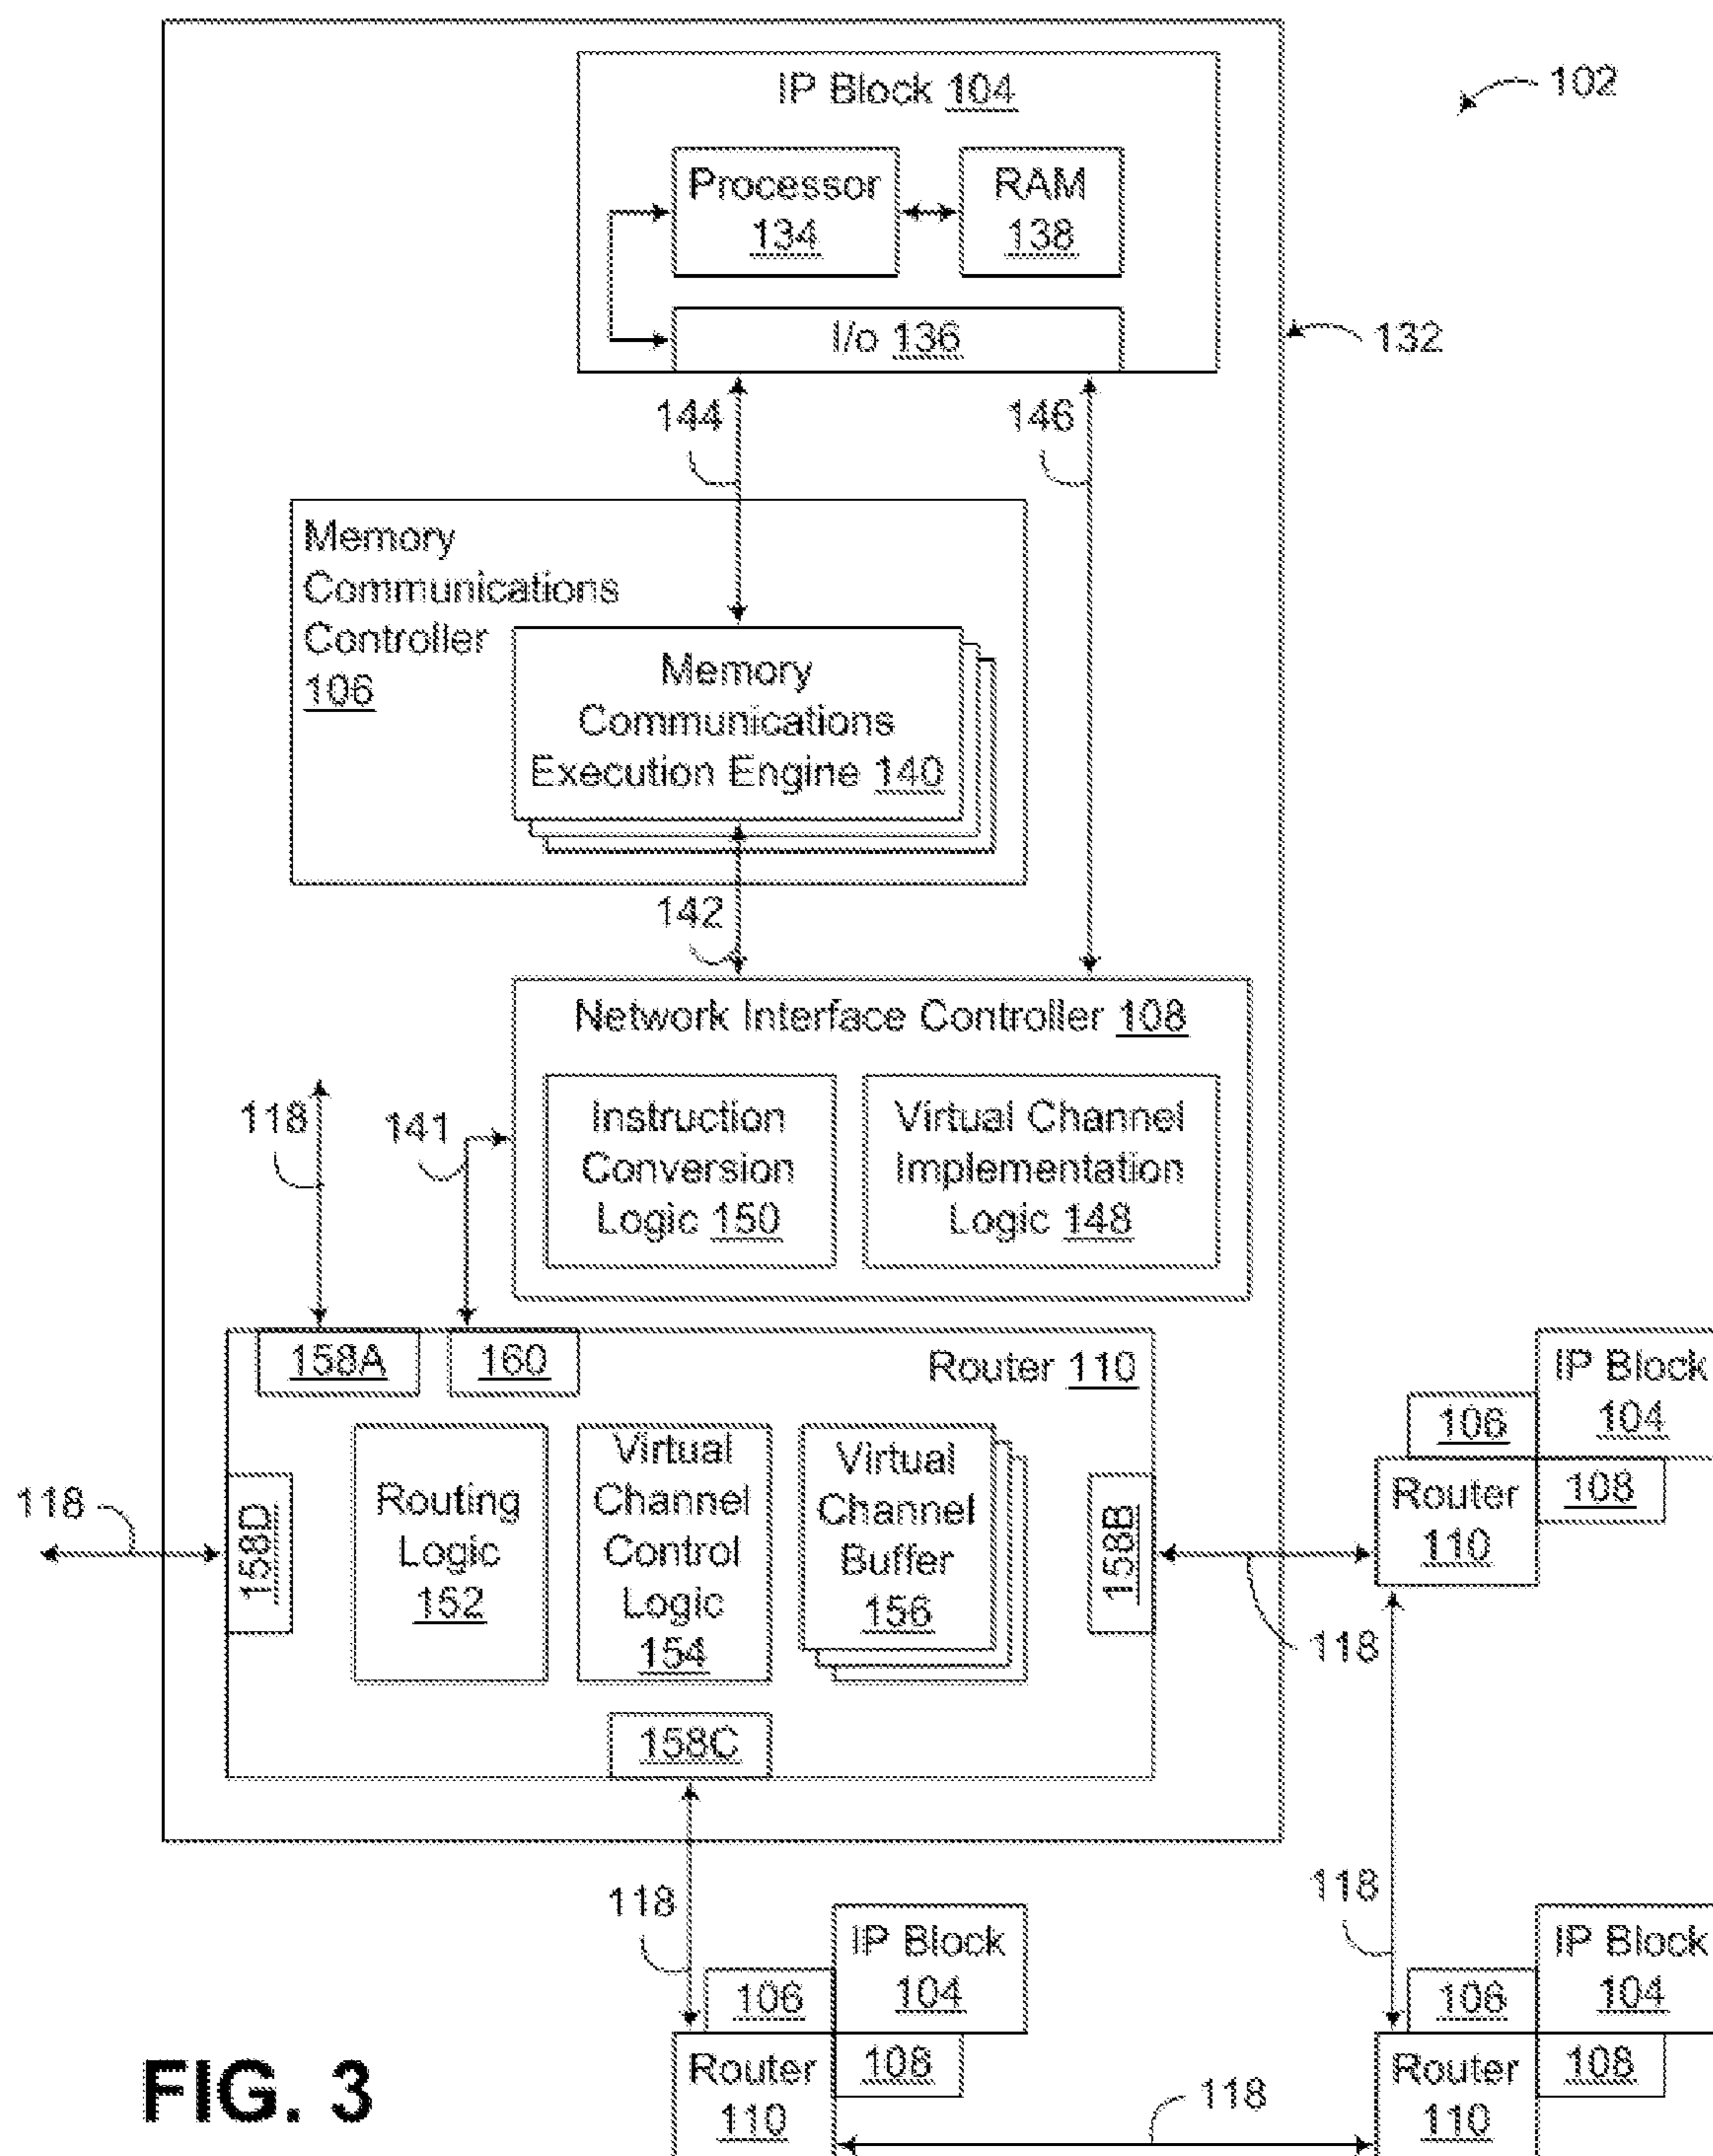 IP Block 104
102
Processor
134
RAM
138
I/o 136
132
144
146
Memory
Communications
Controller
106
Memory
Communications
Execution Engine 140
142
Network Interface Controller 108
118
141
Instruction
Conversion
Logic 150
Virtual Channel
Implementation
Logic 148
158A
160
Router 110
IP Block
104
106
108
Router
110
118
158D
Routing
Logic
152
Virtual
Channel
Control
Logic
154
Virtual
Channel
Buffer
156
158B
118
158C
118
118
IP Block
104
106
108
Router
110
IP Block
104
106
108
Router
110
118
FIG. 3